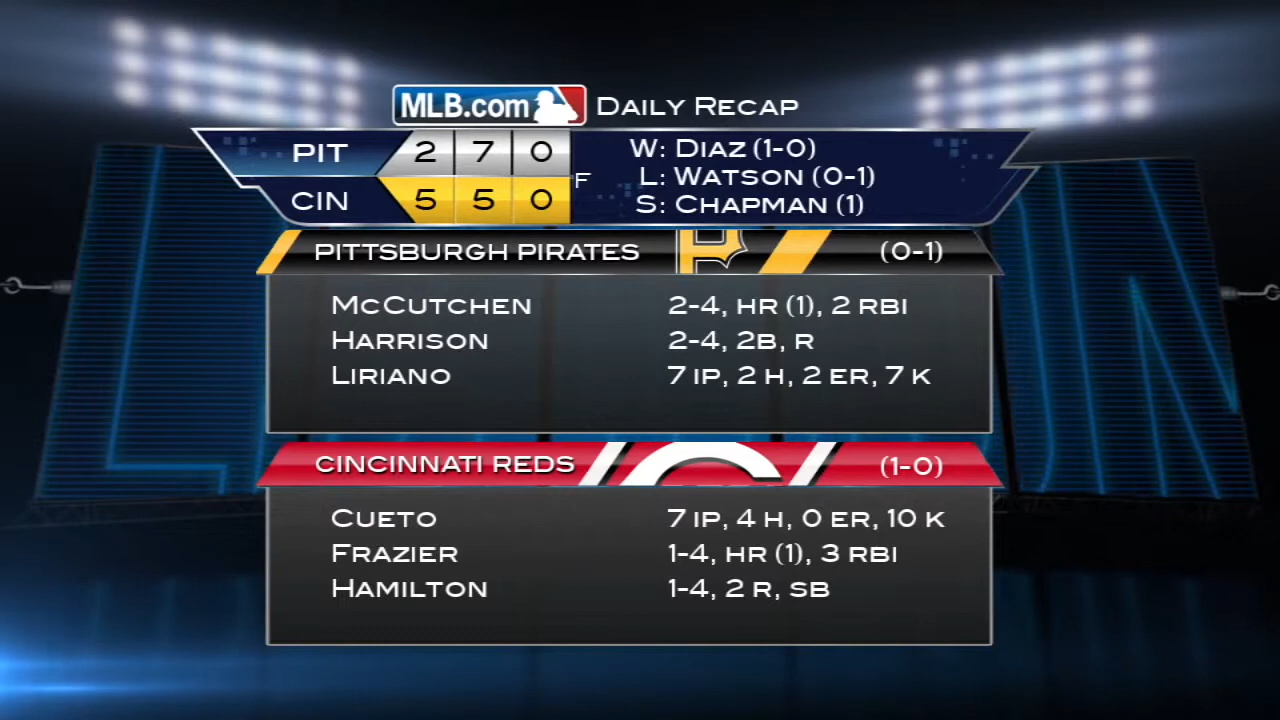 MLB.com DAILY RECAP
PIT 2 7 0
CIN 5 5 0
F
W: DIAZ (1-0)
L: WATSON (0-1)
S: CHAPMAN (1)
PITTSBURGH PIRATES P (0-1)
MCCUTCHEN 2-4, HR (1), 2 RBI
HARRISON 2-4, 2B, R
LIRIANO 7 IP, 2 H, 2 ER, 7 K
CINCINNATI REDS C (1-0)
CUETO 7 IP, 4 H, 0 ER, 10 K
FRAZIER 1-4, HR (1), 3 RBI
HAMILTON 1-4, 2 R, SB